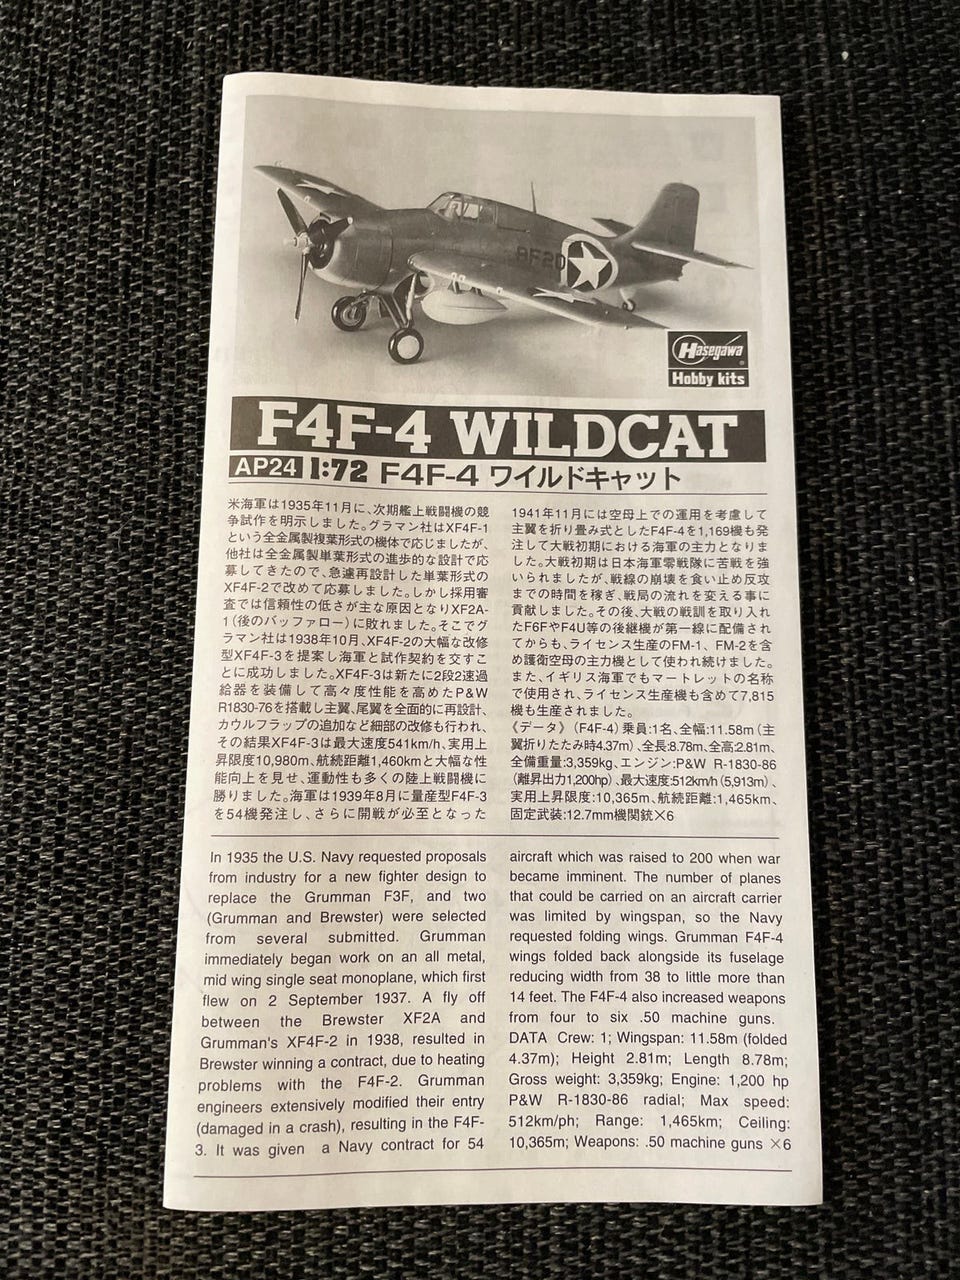 8F20
Hasegawa
Hobby kits
F4F-4 WILDCAT
AP24 1:72 F4F-4 ワイルドキャット
米海軍は1935年11月に、次期艦上戦闘機の競
争試作を明示しました。グラマン社はXF4F-1
という全金属製複葉形式の機体で応じましたが、
他社は全金属製単葉形式の進歩的な設計で応
募してきたので、急遽再設計した単葉形式の
XF4F-2で改めて応募しました。しかし採用審
査では信頼性の低さが主な原因となりXF2A-
1(後のバッファロー)に敗れました。そこでグ
ラマン社は1938年10月、XF4F-2の大幅な改修
型XF4F-3を提案し海軍と試作契約を交すこ
とに成功しました。XF4F-3は新たに2段2速過
給器を装備して高々度性能を高めたP&W
R1830-76を搭載し主翼、尾翼を全面的に再設計、
カウルフラップの追加など細部の改修も行われ、
その結果XF4F-3は最大速度541km/h、実用上
昇限度10,980m、航続距離1,460kmと大幅な性
能向上を見せ、運動性も多くの陸上戦闘機に
勝りました。海軍は1939年8月に量産型F4F-3
を54機発注し、さらに開戦が必至となった
1941年11月には空母上での運用を考慮して
主翼を折り畳み式としたF4F-4を1,169機も発
注して大戦初期における海軍の主力となりま
した。大戦初期は日本海軍零戦隊に苦戦を強
いられましたが、戦線の崩壊を食い止め反攻
までの時間を稼ぎ、戦局の流れを変える事に
貢献しました。その後、大戦の戦訓を取り入れ
たF6FやF4U等の後継機が第一線に配備され
てからも、ライセンス生産のFM-1、FM-2を含
め護衛空母の主力機として使われ続けました。
また、イギリス海軍でもマートレットの名称
で使用され、ライセンス生産機も含めて7,815
機も生産されました。
《データ》(F4F-4)乗員:1名、全幅:11.58m(主
翼折りたたみ時4.37m)、全長:8.78m、全高:2.81m、
全備重量:3,359kg、エンジン:P&W R-1830-86
(離昇出力1,200hp)、最大速度:512km/h(5,913m)、
実用上昇限度:10,365m、航続距離:1,465km、
固定武装:12.7mm機関銃×6
In 1935 the U.S. Navy requested proposals
from industry for a new fighter design to
replace the Grumman F3F, and two
(Grumman and Brewster) were selected
from several submitted. Grumman
immediately began work on an all metal,
mid wing single seat monoplane, which first
flew on 2 September 1937. A fly off
between the Brewster XF2A and
Grumman's XF4F-2 in 1938, resulted in
Brewster winning a contract, due to heating
problems with the F4F-2. Grumman
engineers extensively modified their entry
(damaged in a crash), resulting in the F4F-
3. It was given a Navy contract for 54
aircraft which was raised to 200 when war
became imminent. The number of planes
that could be carried on an aircraft carrier
was limited by wingspan, so the Navy
requested folding wings. Grumman F4F-4
wings folded back alongside its fuselage
reducing width from 38 to little more than
14 feet. The F4F-4 also increased weapons
from four to six .50 machine guns.
DATA Crew: 1; Wingspan: 11.58m (folded
4.37m); Height 2.81m; Length 8.78m;
Gross weight: 3,359kg; Engine: 1,200 hp
P&W R-1830-86 radial; Max speed:
512km/ph; Range: 1,465km; Ceiling:
10,365m; Weapons: .50 machine guns ×6